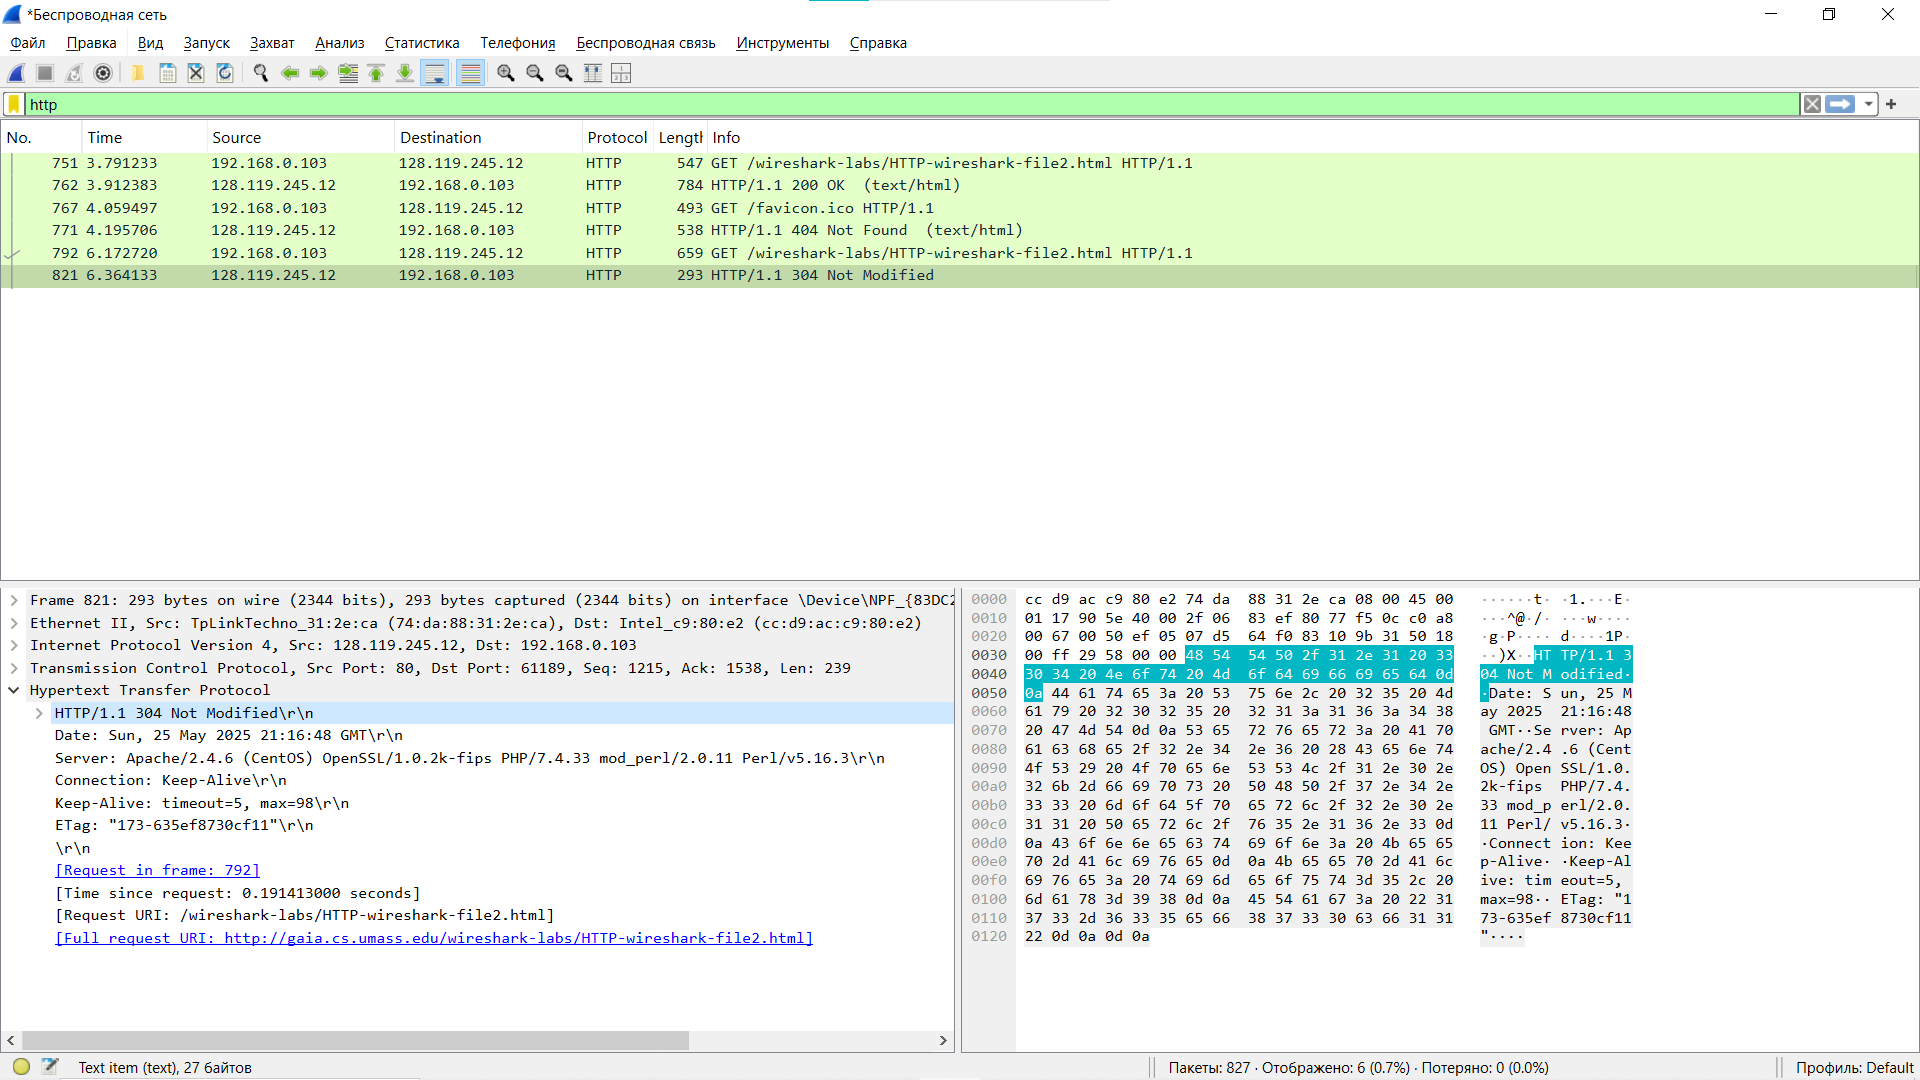 *Беспроводная сеть
Файл Правка Вид Запуск Захват Анализ Статистика Телефония Беспроводная связь Инструменты Справка
http
No. Time Source Destination Protocol Length Info
751 3.791233 192.168.0.103 128.119.245.12 HTTP 547 GET /wireshark-labs/HTTP-wireshark-file2.html HTTP/1.1
762 3.912383 128.119.245.12 192.168.0.103 HTTP 784 HTTP/1.1 200 OK (text/html)
767 4.059497 192.168.0.103 128.119.245.12 HTTP 493 GET /favicon.ico HTTP/1.1
771 4.195706 128.119.245.12 192.168.0.103 HTTP 538 HTTP/1.1 404 Not Found (text/html)
792 6.172720 192.168.0.103 128.119.245.12 HTTP 659 GET /wireshark-labs/HTTP-wireshark-file2.html HTTP/1.1
821 6.364133 128.119.245.12 192.168.0.103 HTTP 293 HTTP/1.1 304 Not Modified
Frame 821: 293 bytes on wire (2344 bits), 293 bytes captured (2344 bits) on interface \Device\NPF_{83DC2
Ethernet II, Src: TpLinkTechno_31:2e:ca (74:da:88:31:2e:ca), Dst: Intel_c9:80:e2 (cc:d9:ac:c9:80:e2)
Internet Protocol Version 4, Src: 128.119.245.12, Dst: 192.168.0.103
Transmission Control Protocol, Src Port: 80, Dst Port: 61189, Seq: 1215, Ack: 1538, Len: 239
Hypertext Transfer Protocol
HTTP/1.1 304 Not Modified\r\n
Date: Sun, 25 May 2025 21:16:48 GMT\r\n
Server: Apache/2.4.6 (CentOS) OpenSSL/1.0.2k-fips PHP/7.4.33 mod_perl/2.0.11 Perl/v5.16.3\r\n
Connection: Keep-Alive\r\n
Keep-Alive: timeout=5, max=98\r\n
ETag: "173-635ef8730cf11"\r\n
\r\n
[Request in frame: 792]
[Time since request: 0.191413000 seconds]
[Request URI: /wireshark-labs/HTTP-wireshark-file2.html]
[Full request URI: http://gaia.cs.umass.edu/wireshark-labs/HTTP-wireshark-file2.html]
0000 cc d9 ac c9 80 e2 74 da 88 31 2e ca 08 00 45 00 ······t· ·1.···E·
0010 01 17 90 5e 40 00 2f 06 83 ef 80 77 f5 0c c0 a8 ···^@·/· ···w····
0020 00 67 00 50 ef 05 07 d5 64 f0 83 10 9b 31 50 18 ·g·P···· d····1P·
0030 00 ff 29 58 00 00 48 54 54 50 2f 31 2e 31 20 33 ··)X··HT TP/1.1 3
0040 30 34 20 4e 6f 74 20 4d 6f 64 69 66 69 65 64 0d 04 Not M odified·
0050 0a 44 61 74 65 3a 20 53 75 6e 2c 20 32 35 20 4d ·Date: S un, 25 M
0060 61 79 20 32 30 32 35 20 32 31 3a 31 36 3a 34 38 ay 2025 21:16:48
0070 20 47 4d 54 0d 0a 53 65 72 76 65 72 3a 20 41 70 GMT··Se rver: Ap
0080 61 63 68 65 2f 32 2e 34 2e 36 20 28 43 65 6e 74 ache/2.4 .6 (Cent
0090 4f 53 29 20 4f 70 65 6e 53 53 4c 2f 31 2e 30 2e OS) Open SSL/1.0.
00a0 32 6b 2d 66 69 70 73 20 50 48 50 2f 37 2e 34 2e 2k-fips PHP/7.4.
00b0 33 33 20 6d 6f 64 5f 70 65 72 6c 2f 32 2e 30 2e 33 mod_p erl/2.0.
00c0 31 31 20 50 65 72 6c 2f 76 35 2e 31 36 2e 33 0d 11 Perl/ v5.16.3·
00d0 0a 43 6f 6e 6e 65 63 74 69 6f 6e 3a 20 4b 65 65 ·Connect ion: Kee
00e0 70 2d 41 6c 69 76 65 0d 0a 4b 65 65 70 2d 41 6c p-Alive· ·Keep-Al
00f0 69 76 65 3a 20 74 69 6d 65 6f 75 74 3d 35 2c 20 ive: tim eout=5,
0100 6d 61 78 3d 39 38 0d 0a 45 54 61 67 3a 20 22 31 max=98·· ETag: "1
0110 37 33 2d 36 33 35 65 66 38 37 33 30 63 66 31 31 73-635ef 8730cf11
0120 22 0d 0a 0d 0a "····
Text item (text), 27 байтов
Пакеты: 827 · Отображено: 6 (0.7%) · Потеряно: 0 (0.0%)
Профиль: Default